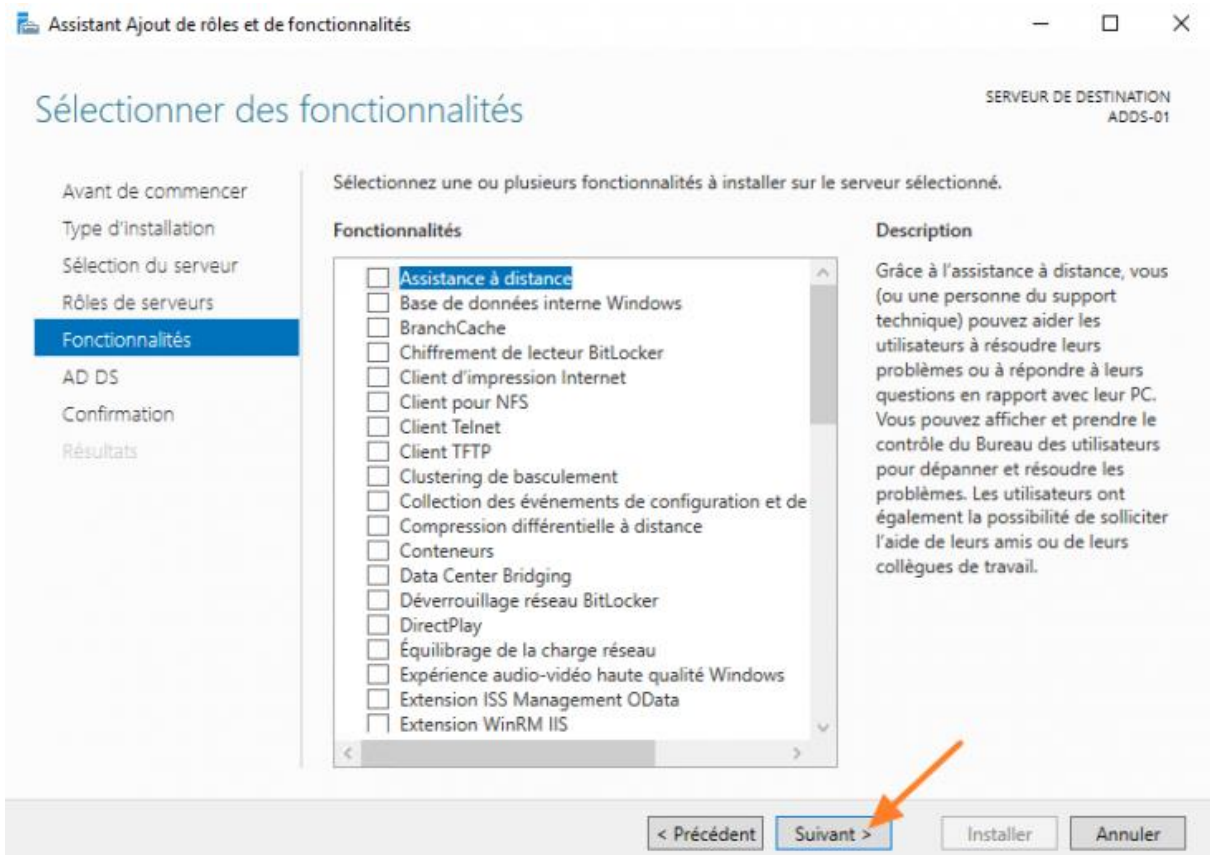 Assistant Ajout de rôles et de fonctionnalités
Sélectionner des fonctionnalités
SERVEUR DE DESTINATION
ADDS-01
Avant de commencer
Type d'installation
Sélection du serveur
Rôles de serveurs
Fonctionnalités
AD DS
Confirmation
Résultats
Sélectionnez une ou plusieurs fonctionnalités à installer sur le serveur sélectionné.
Fonctionnalités
Assistance à distance
Base de données interne Windows
BranchCache
Chiffrement de lecteur BitLocker
Client d'impression Internet
Client pour NFS
Client Telnet
Client TFTP
Clustering de basculement
Collection des événements de configuration et de
Compression différentielle à distance
Conteneurs
Data Center Bridging
Déverrouillage réseau BitLocker
DirectPlay
Équilibrage de la charge réseau
Expérience audio-vidéo haute qualité Windows
Extension ISS Management OData
Extension WinRM IIS
Description
Grâce à l'assistance à distance, vous
(ou une personne du support
technique) pouvez aider les
utilisateurs à résoudre leurs
problèmes ou à répondre à leurs
questions en rapport avec leur PC.
Vous pouvez afficher et prendre le
contrôle du Bureau des utilisateurs
pour dépanner et résoudre les
problèmes. Les utilisateurs ont
également la possibilité de solliciter
l'aide de leurs amis ou de leurs
collègues de travail.
< Précédent
Suivant >
Installer
Annuler